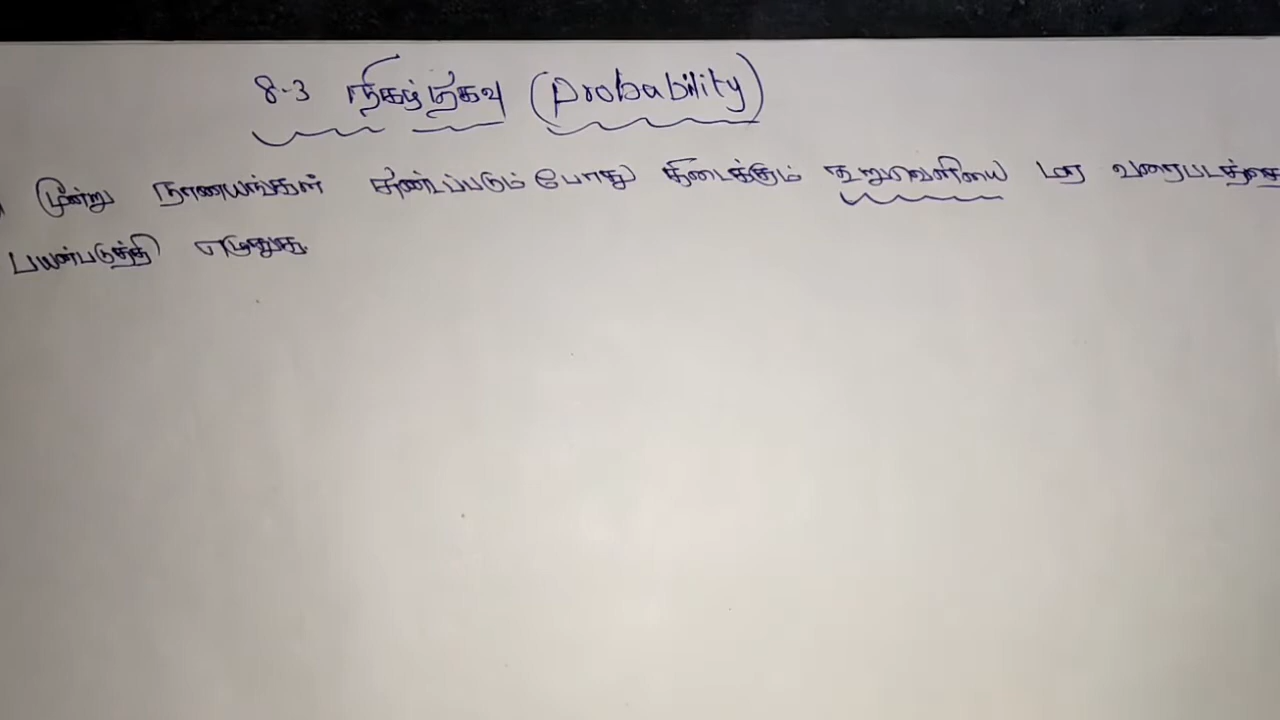 8-3 நிகழ்தகவு (Probability)
மூன்று நாணயங்கள் சுண்டப்படும் போது கிடைக்கும் கூறுவெளியை மர வரைபடத்தை
பயன்படுத்தி எழுதுக.